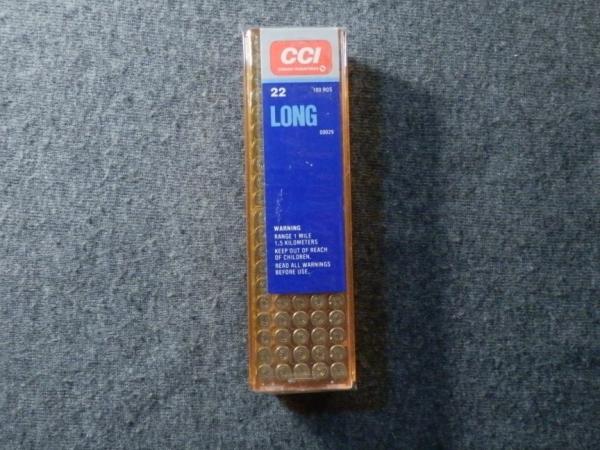 CCI
22 100 RDS
LONG
00029
WARNING
RANGE 1 MILE
1.5 KILOMETERS
KEEP OUT OF REACH
OF CHILDREN.
READ ALL WARNINGS
BEFORE USE.